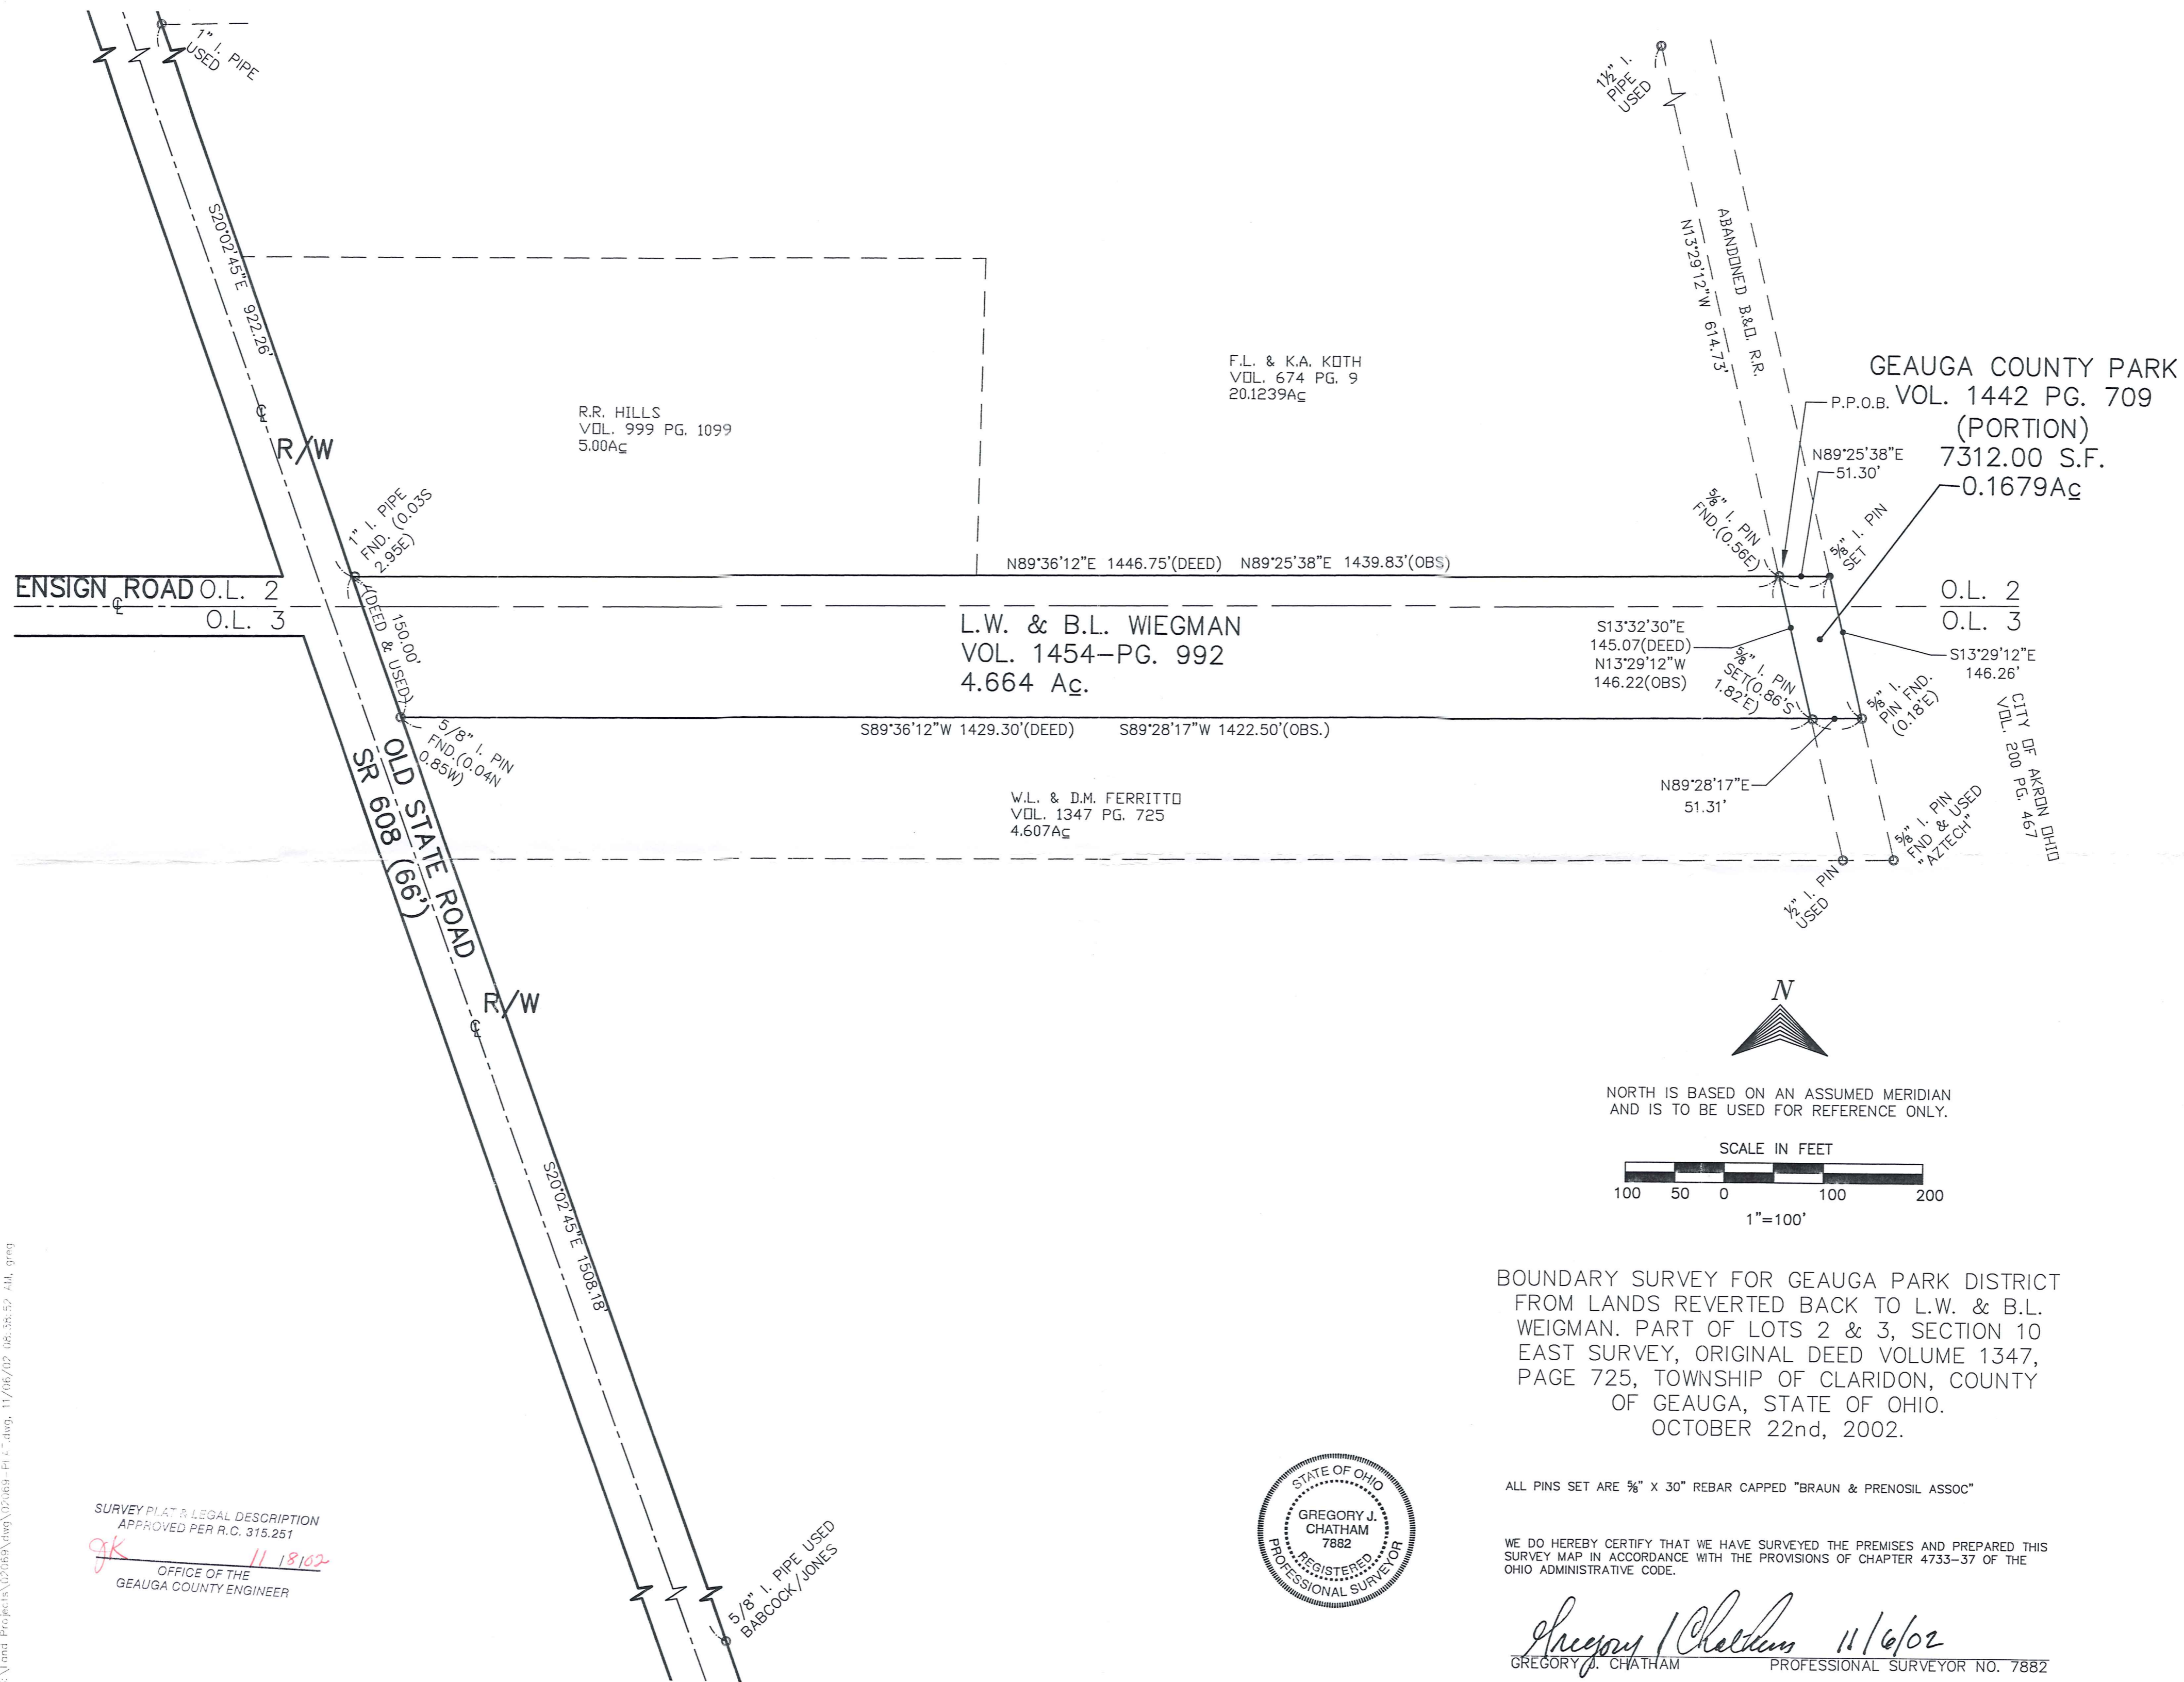 1" I. PIPE
USED
1½" I.
PIPE
USED
S20°02'45"E 922.26'
N13°29'12"W 614.73'
ABANDONED B.&O. R.R.
R.R. HILLS
VOL. 999 PG. 1099
5.00Ac
F.L. & K.A. KOTH
VOL. 674 PG. 9
20.1239Ac
GEAUGA COUNTY PARK
VOL. 1442 PG. 709
(PORTION)
7312.00 S.F.
0.1679Ac
P.P.O.B.
N89°25'38"E
51.30'
R/W
1" I. PIPE
FND. (0.03S
2.95E)
⅝" I. PIN
FND.(0.56E)
⅝" I. PIN
SET
N89°36'12"E 1446.75'(DEED) N89°25'38"E 1439.83'(OBS)
ENSIGN ROAD O.L. 2
O.L. 3
150.00'
(DEED & USED)
L.W. & B.L. WIEGMAN
VOL. 1454-PG. 992
4.664 Ac.
O.L. 2
O.L. 3
S13°32'30"E
145.07(DEED)
N13°29'12"W
146.22(OBS)
S13°29'12"E
146.26'
⅝" I. PIN
SET(0.86'S
1.82'E)
⅝" I.
PIN FND.
(0.18'E)
S89°36'12"W 1429.30'(DEED) S89°28'17"W 1422.50'(OBS.)
5/8" I. PIN
FND.(0.04N
0.85W)
N89°28'17"E
51.31'
CITY OF AKRON OHIO
VOL. 200 PG. 467
W.L. & D.M. FERRITTO
VOL. 1347 PG. 725
4.607Ac
OLD STATE ROAD
SR 608 (66')
½" I. PIN
USED
⅝" I. PIN
FND & USED
"AZTECH"
R/W
S20°02'45"E 1508.18'
N
NORTH IS BASED ON AN ASSUMED MERIDIAN
AND IS TO BE USED FOR REFERENCE ONLY.
SCALE IN FEET
100 50 0 100 200
1"=100'
BOUNDARY SURVEY FOR GEAUGA PARK DISTRICT
FROM LANDS REVERTED BACK TO L.W. & B.L.
WEIGMAN. PART OF LOTS 2 & 3, SECTION 10
EAST SURVEY, ORIGINAL DEED VOLUME 1347,
PAGE 725, TOWNSHIP OF CLARIDON, COUNTY
OF GEAUGA, STATE OF OHIO.
OCTOBER 22nd, 2002.
ALL PINS SET ARE ⅝" X 30" REBAR CAPPED "BRAUN & PRENOSIL ASSOC"
WE DO HEREBY CERTIFY THAT WE HAVE SURVEYED THE PREMISES AND PREPARED THIS
SURVEY MAP IN ACCORDANCE WITH THE PROVISIONS OF CHAPTER 4733-37 OF THE
OHIO ADMINISTRATIVE CODE.
Gregory J Chatham 11/6/02
GREGORY J. CHATHAM PROFESSIONAL SURVEYOR NO. 7882
STATE OF OHIO
GREGORY J.
CHATHAM
7882
REGISTERED
PROFESSIONAL SURVEYOR
5/8" I. PIPE USED
BABCOCK/JONES
SURVEY PLAT & LEGAL DESCRIPTION
APPROVED PER R.C. 315.251
gK 11/8/02
OFFICE OF THE
GEAUGA COUNTY ENGINEER
11/06/02 08:58:52 AM, greg